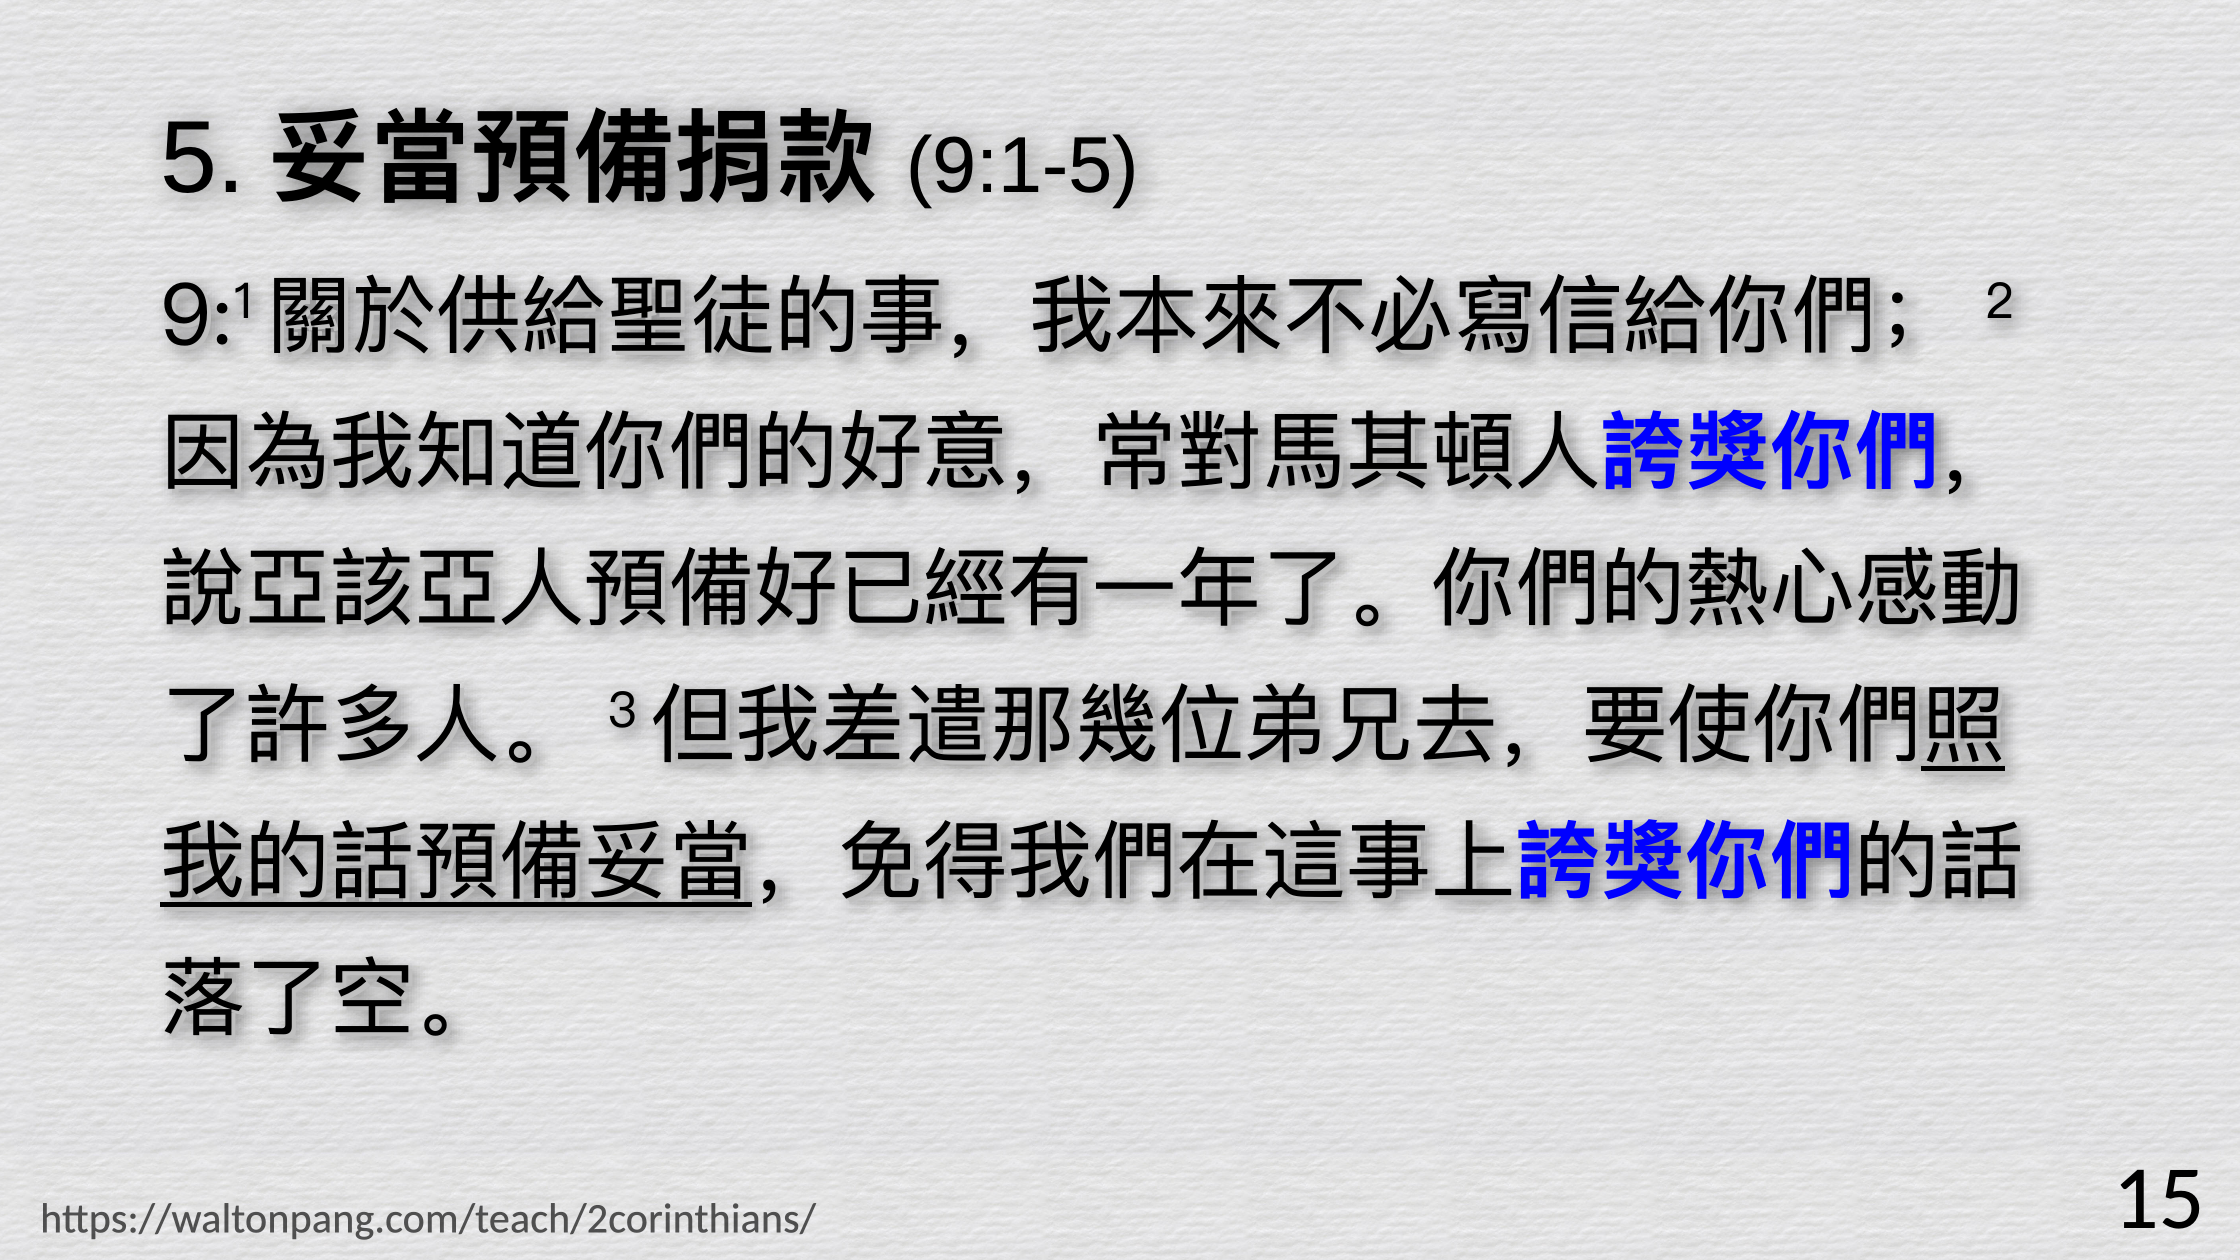 5. 妥當預備捐款 (9:1-5)
9:1 關於供給聖徒的事，我本來不必寫信給你們； 2
因為我知道你們的好意，常對馬其頓人誇獎你們，
說亞該亞人預備好已經有一年了。你們的熱心感動
了許多人。 3 但我差遣那幾位弟兄去，要使你們照
我的話預備妥當，免得我們在這事上誇獎你們的話
落了空。
https://waltonpang.com/teach/2corinthians/
15